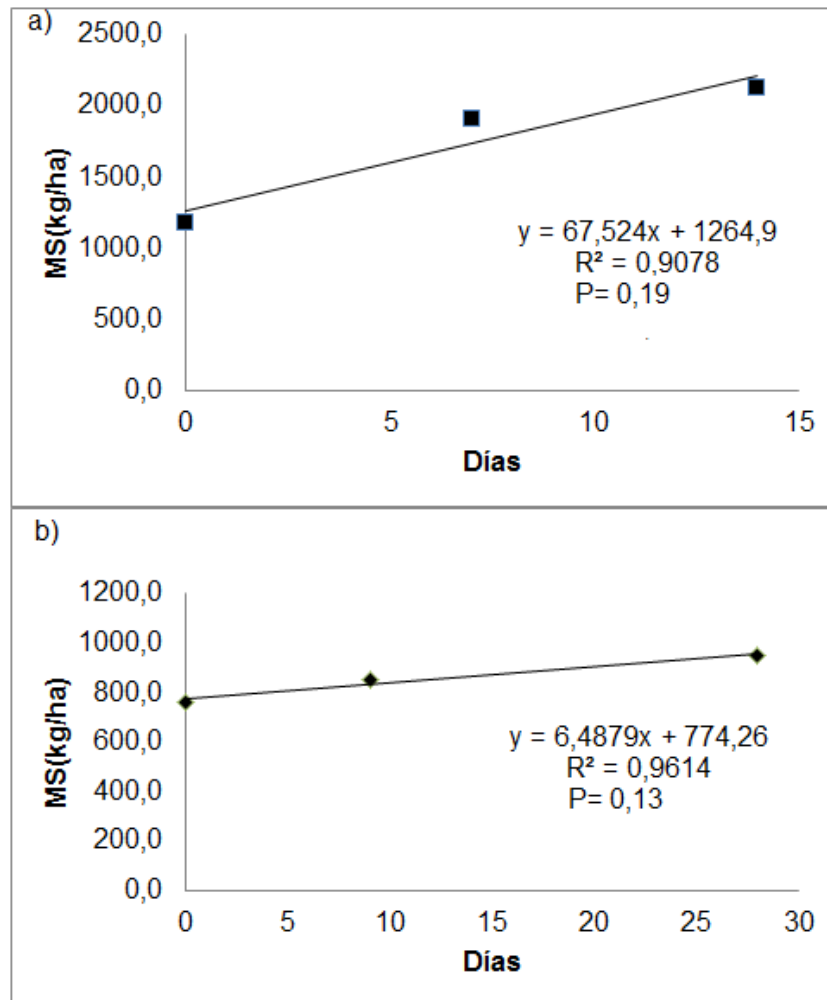 a)
2500,0
2000,0
1500,0
1000,0
500,0
0,0
MS(kg/ha)
y = 67,524x + 1264,9
R² = 0,9078
P= 0,19
0 5 10 15
Días
b)
1200,0
1000,0
800,0
600,0
400,0
200,0
0,0
MS(kg/ha)
y = 6,4879x + 774,26
R² = 0,9614
P= 0,13
0 5 10 15 20 25 30
Días